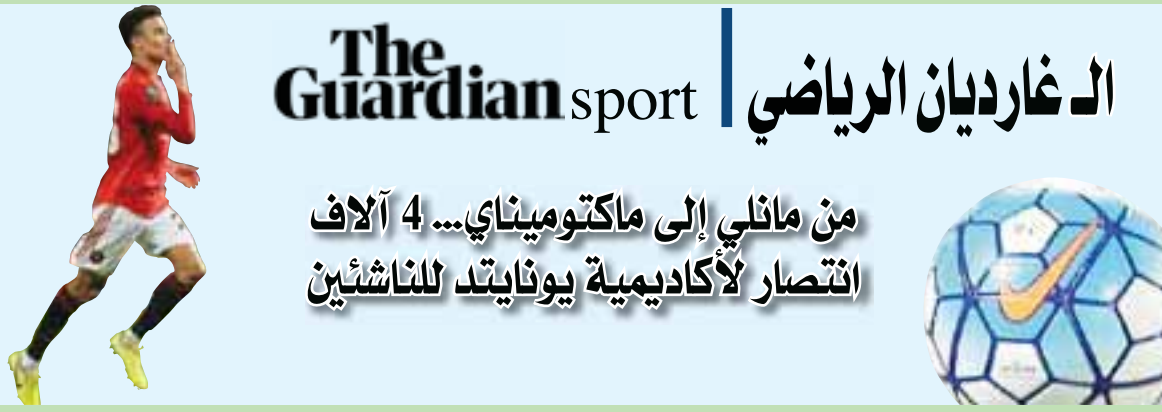 الـ غارديان الرياضي
The
Guardian sport
من مانلي إلى ماكتوميناي... 4 آلاف
انتصار لأكاديمية يونايتد للناشئين